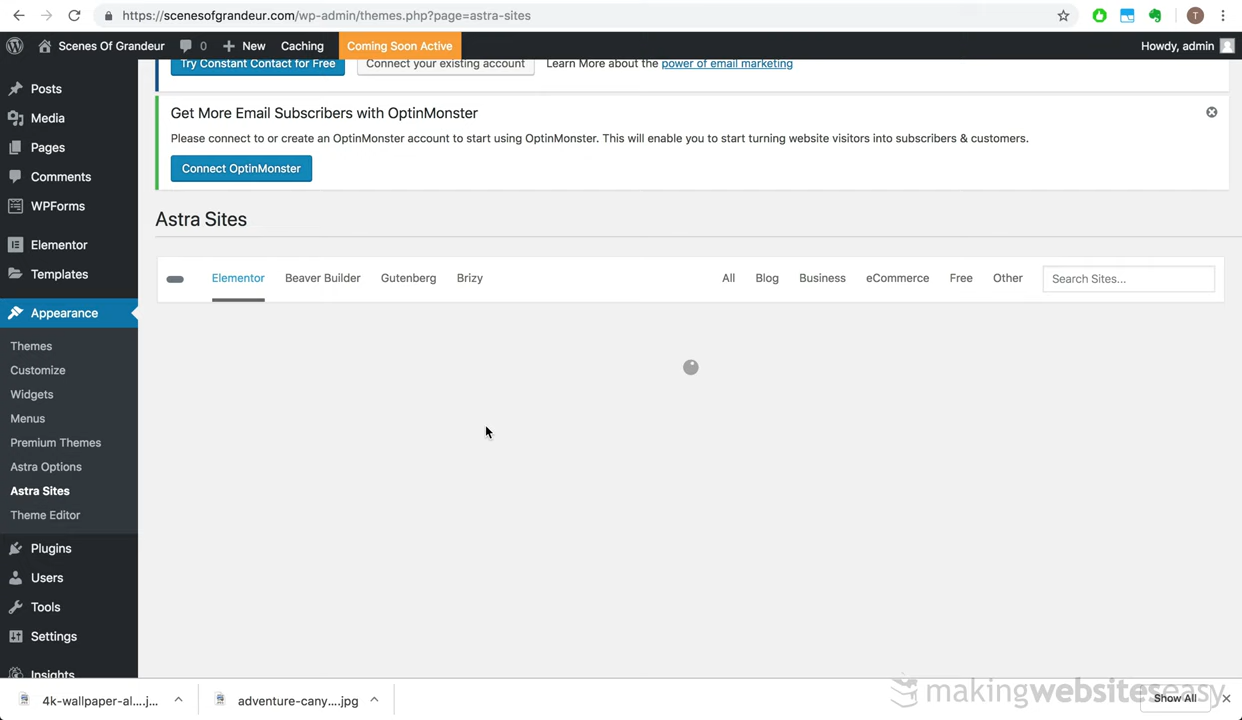 https://scenesofgrandeur.com/wp-admin/themes.php?page=astra-sites
T
Scenes Of Grandeur 0 New Caching Coming Soon Active Howdy, admin
Try Constant Contact for Free Connect your existing account Learn More about the power of email marketing
Get More Email Subscribers with OptinMonster
Please connect to or create an OptinMonster account to start using OptinMonster. This will enable you to start turning website visitors into subscribers & customers.
Connect OptinMonster
Astra Sites
Elementor Beaver Builder Gutenberg Brizy All Blog Business eCommerce Free Other Search Sites...
Posts
Media
Pages
Comments
WPForms
Elementor
Templates
Appearance
Themes
Customize
Widgets
Menus
Premium Themes
Astra Options
Astra Sites
Theme Editor
Plugins
Users
Tools
Settings
Insights
4k-wallpaper-al....j... adventure-cany....jpg Show All
makingwebsiteseasy